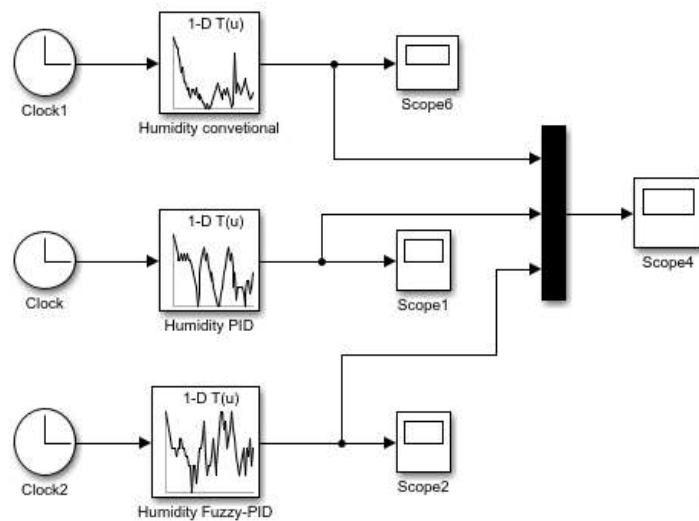 1-D T(u)
Clock1
Humidity convetional
Scope6
1-D T(u)
Clock
Humidity PID
Scope1
Scope4
1-D T(u)
Clock2
Humidity Fuzzy-PID
Scope2